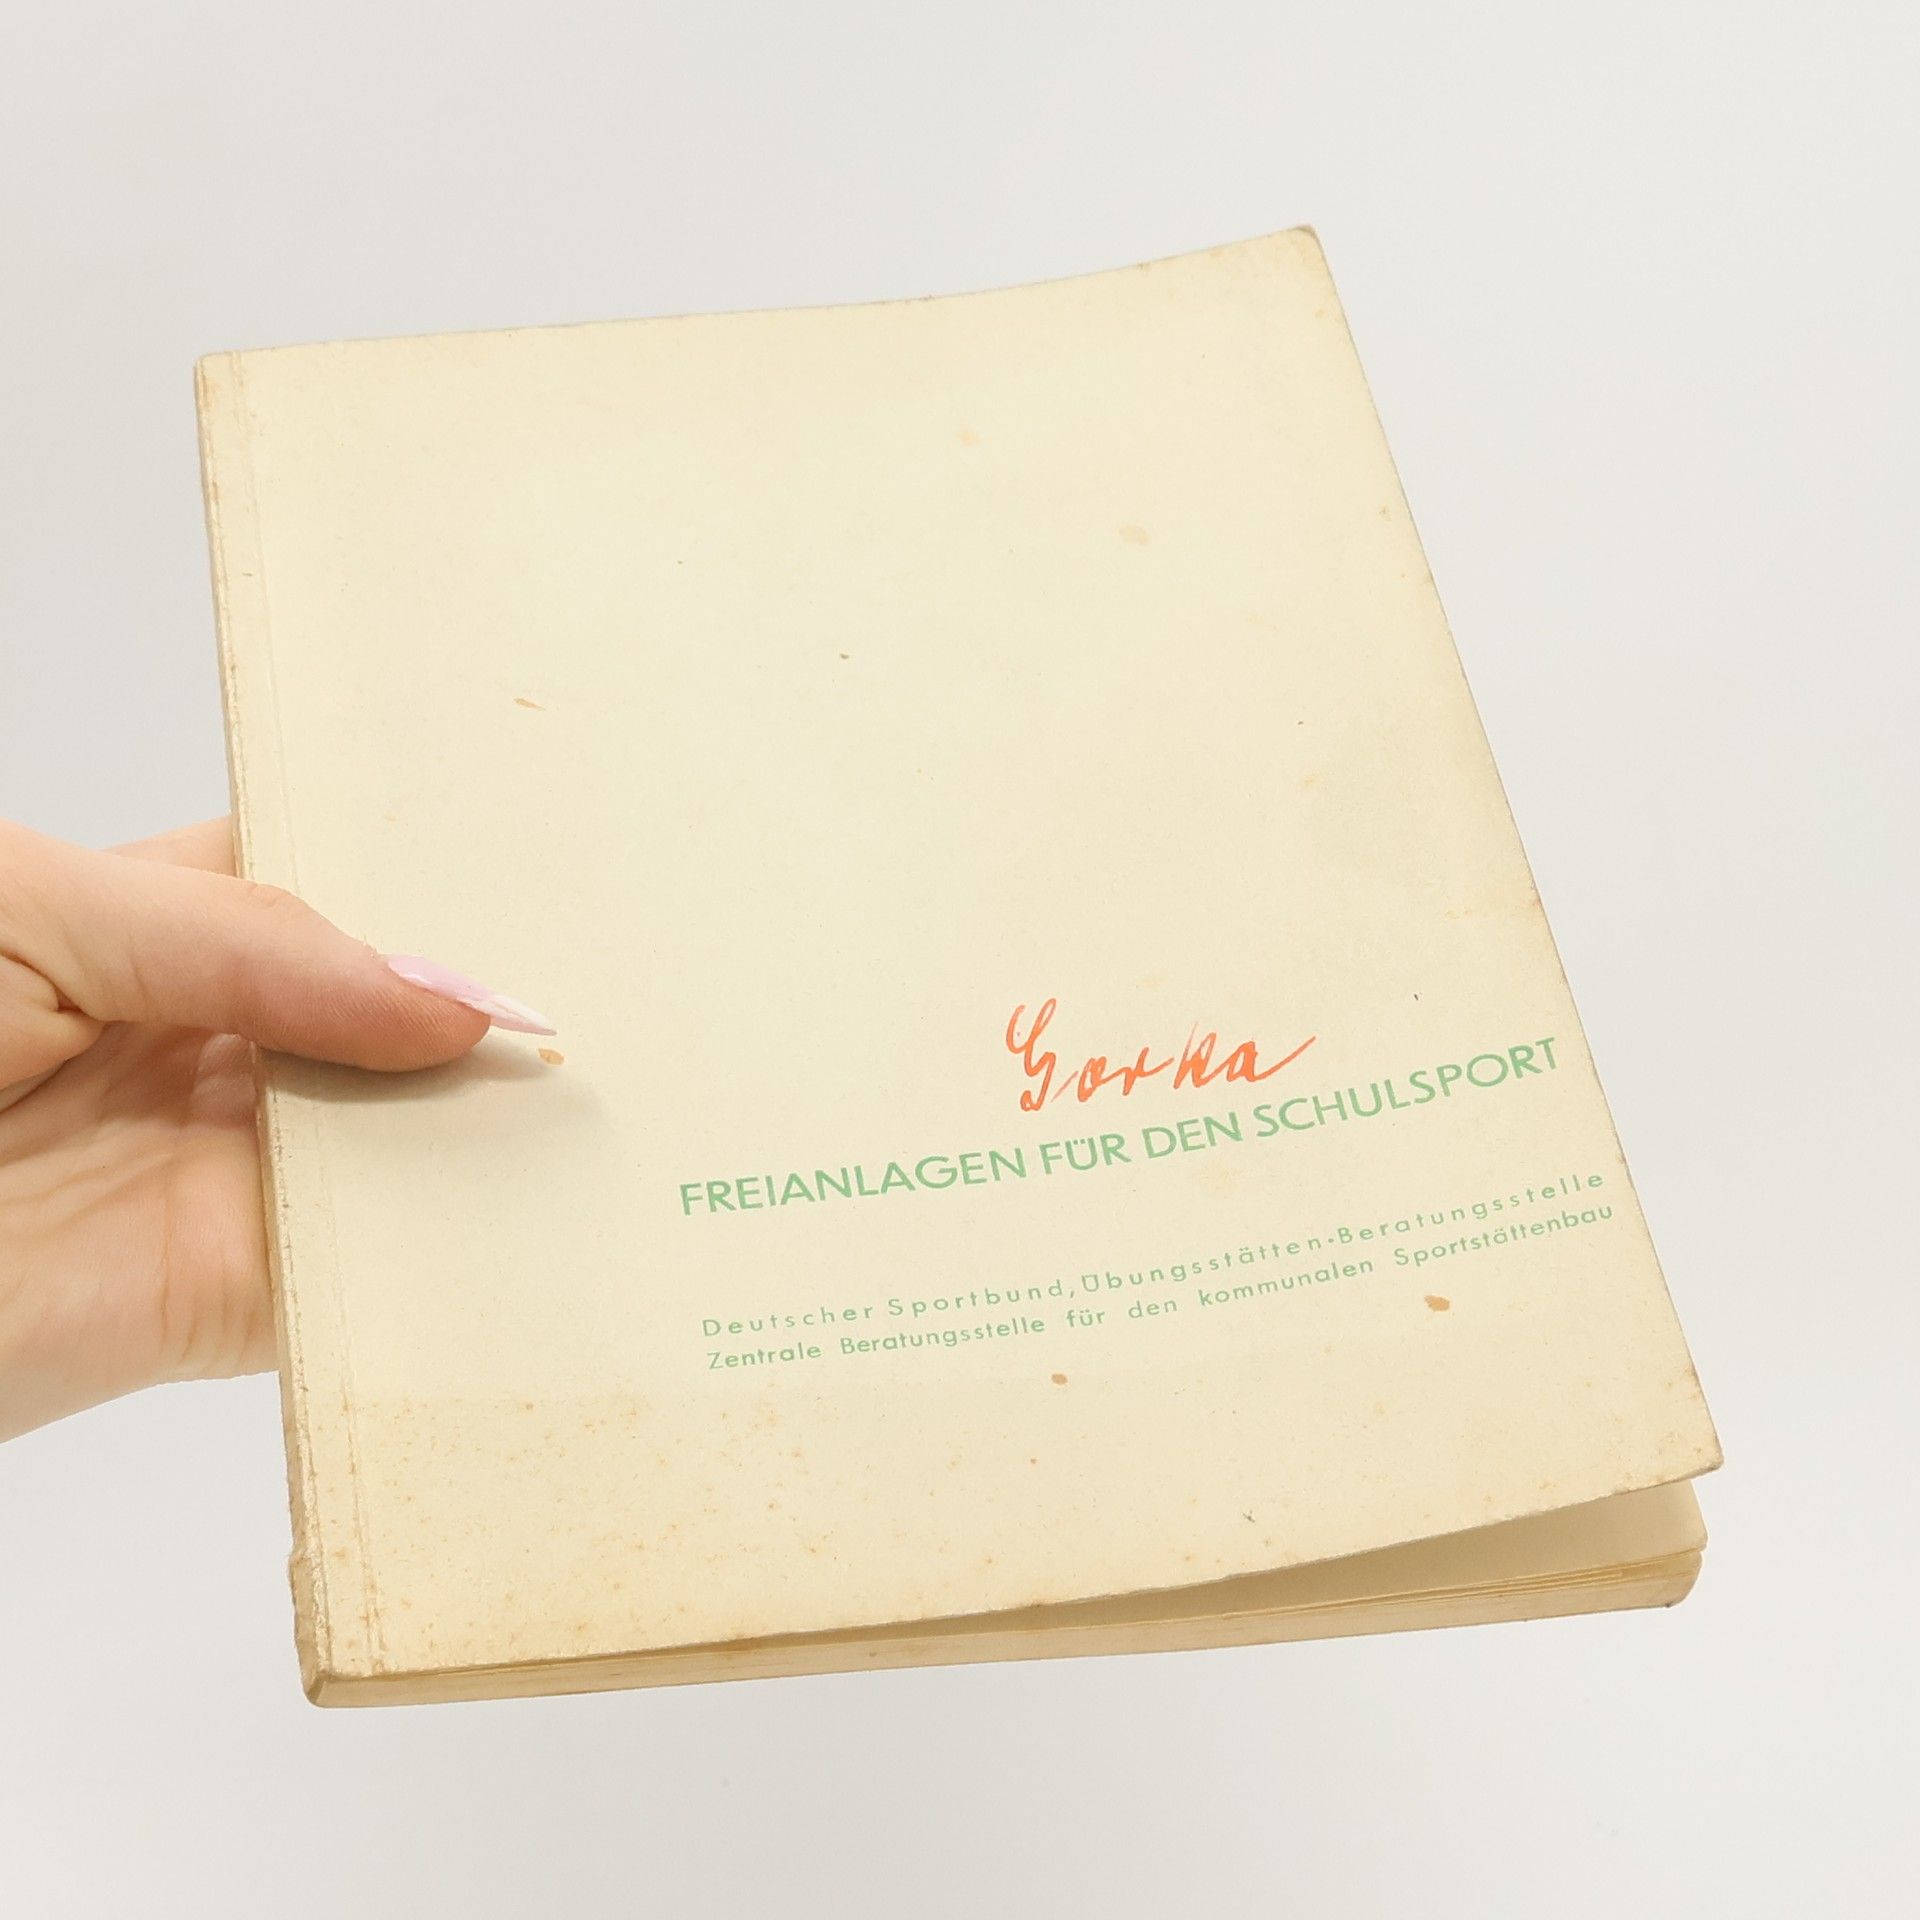 Gorka
FREIANLAGEN FÜR DEN SCHULSPORT
Deutscher Sportbund, Übungsstätten-Beratungsstelle
Zentrale Beratungsstelle für den kommunalen Sportstättenbau